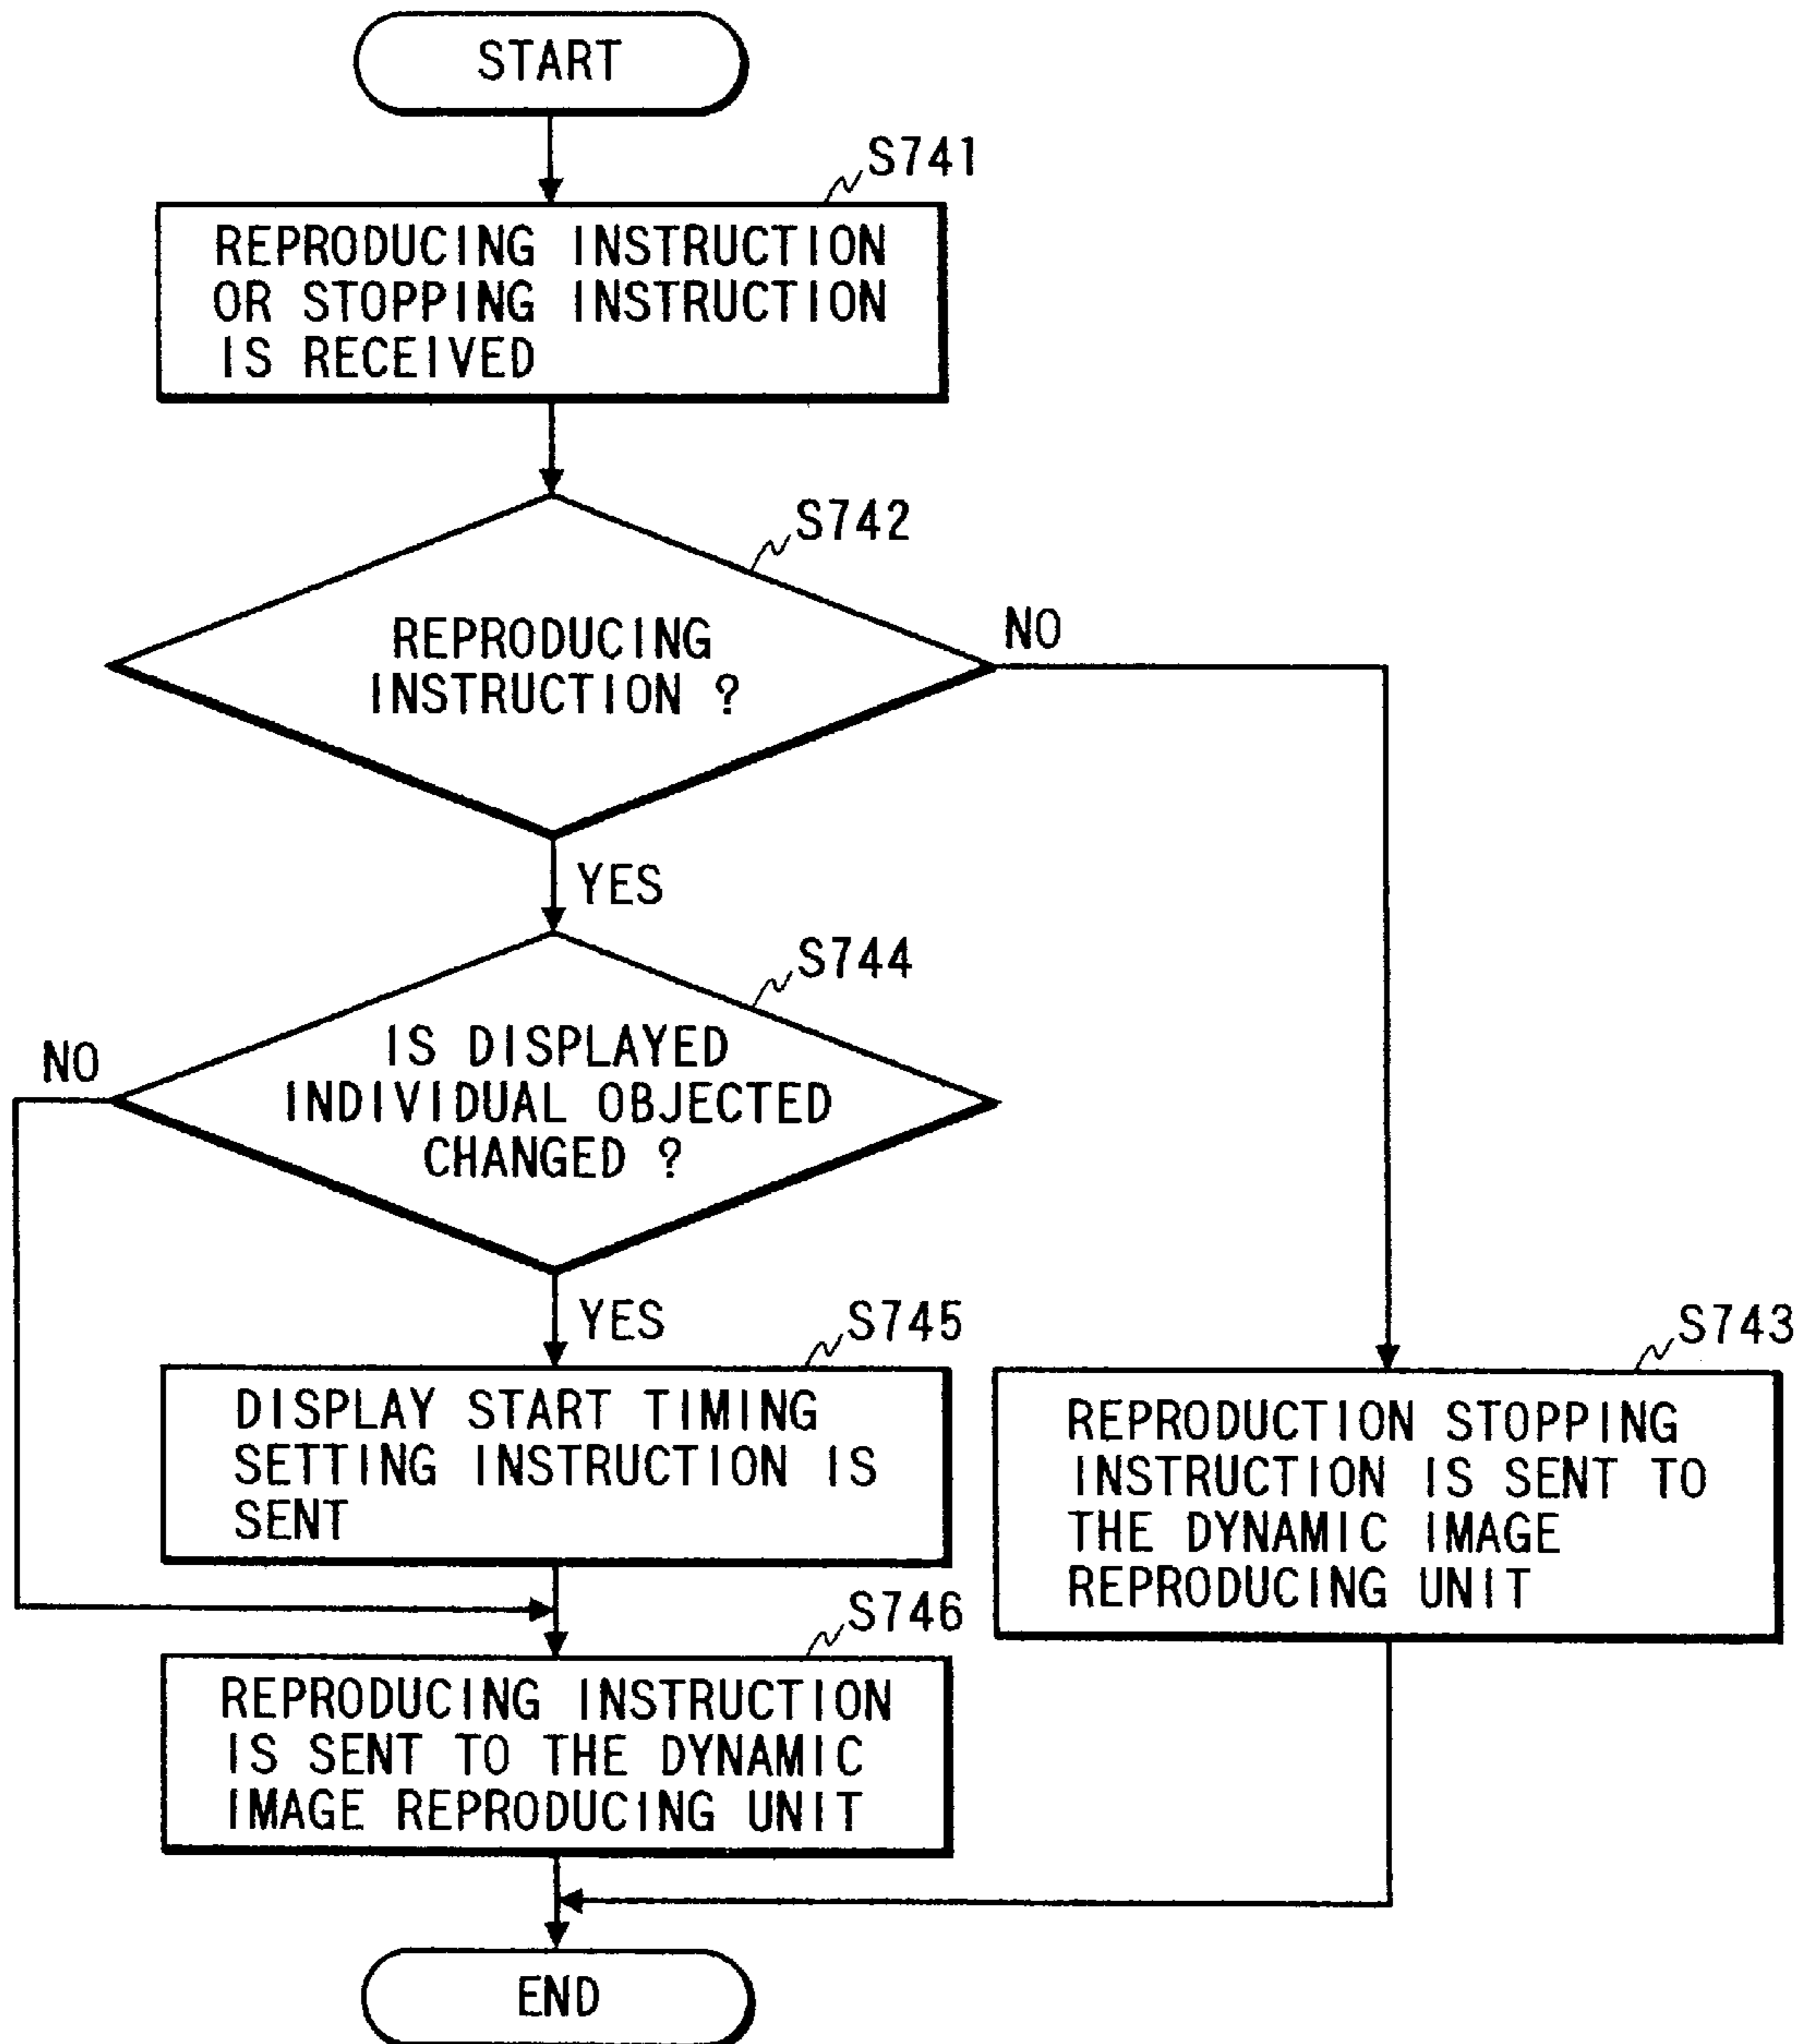 START
S741
REPRODUCING INSTRUCTION
OR STOPPING INSTRUCTION
IS RECEIVED
S742
REPRODUCING
INSTRUCTION ?
NO
YES
S744
IS DISPLAYED
INDIVIDUAL OBJECTED
CHANGED ?
NO
YES
S745
DISPLAY START TIMING
SETTING INSTRUCTION IS
SENT
S743
REPRODUCTION STOPPING
INSTRUCTION IS SENT TO
THE DYNAMIC IMAGE
REPRODUCING UNIT
S746
REPRODUCING INSTRUCTION
IS SENT TO THE DYNAMIC
IMAGE REPRODUCING UNIT
END